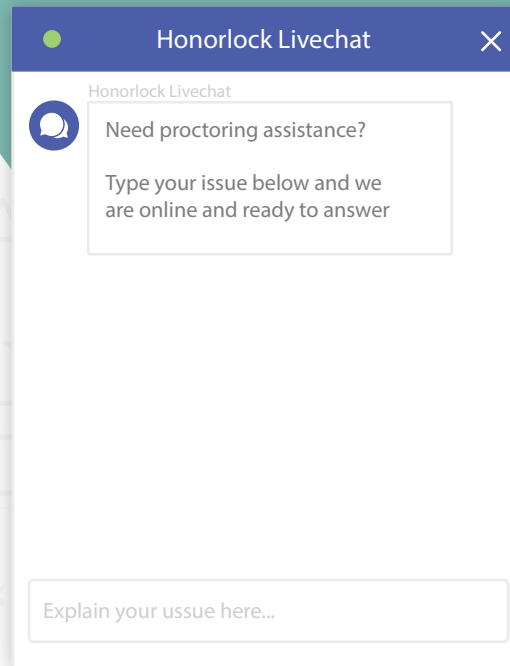 Honorlock Livechat
Honorlock Livechat
Need proctoring assistance?
Type your issue below and we
are online and ready to answer
Explain your ussue here...